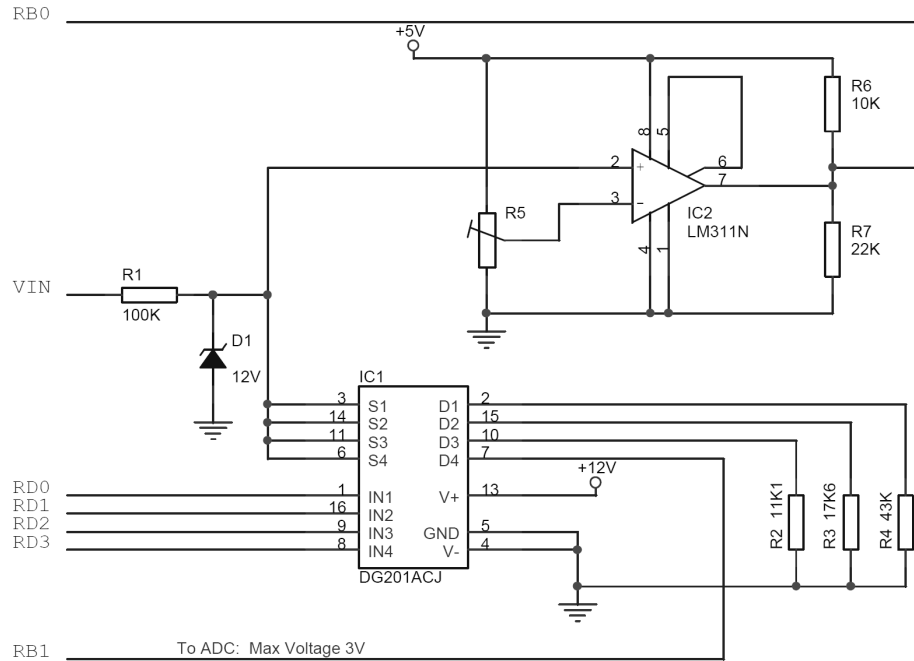 RB0
+5V
R6
10K
8
5
2
+
6
7
3
−
R5
IC2
LM311N
R7
22K
4
1
VIN
R1
100K
D1
12V
IC1
3
S1
D1
2
14
S2
D2
15
11
S3
D3
10
6
S4
D4
7
+12V
RD0
1
IN1
V+
13
RD1
16
IN2
RD2
9
IN3
GND
5
RD3
8
IN4
V-
4
R2 11K1
R3 17K6
R4 43K
DG201ACJ
RB1
To ADC: Max Voltage 3V